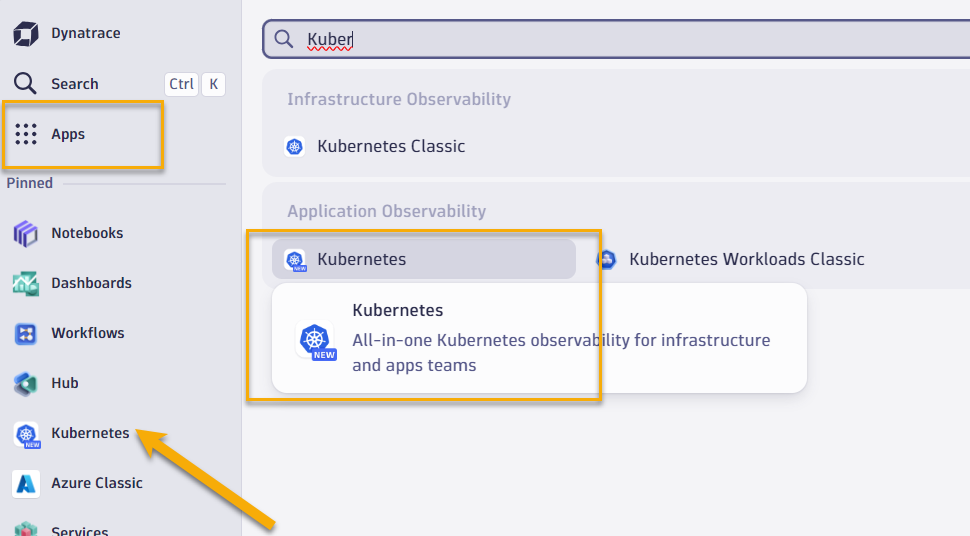 Dynatrace
Search Ctrl K
Apps
Pinned
Notebooks
Dashboards
Workflows
Hub
NEW
Kubernetes
Azure Classic
Services
Kuber
Infrastructure Observability
Kubernetes Classic
Application Observability
NEW
Kubernetes
Kubernetes Workloads Classic
Kubernetes
NEW
All-in-one Kubernetes observability for infrastructure
and apps teams